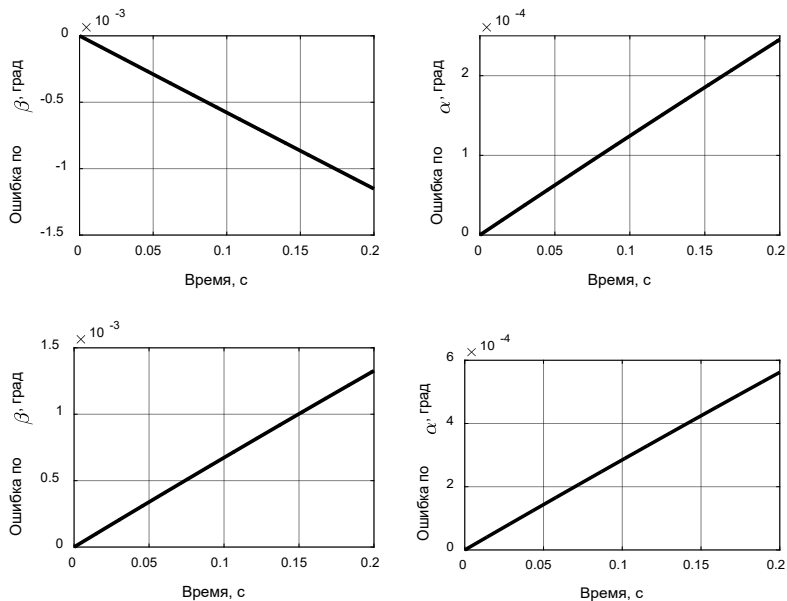 × 10 -3
0
-0.5
-1
-1.5
Ошибка по β, град
0 0.05 0.1 0.15 0.2
Время, с
× 10 -4
2
1
0
Ошибка по α, град
0 0.05 0.1 0.15 0.2
Время, с
× 10 -3
1.5
1
0.5
0
Ошибка по β, град
0 0.05 0.1 0.15 0.2
Время, с
× 10 -4
6
4
2
0
Ошибка по α, град
0 0.05 0.1 0.15 0.2
Время, с